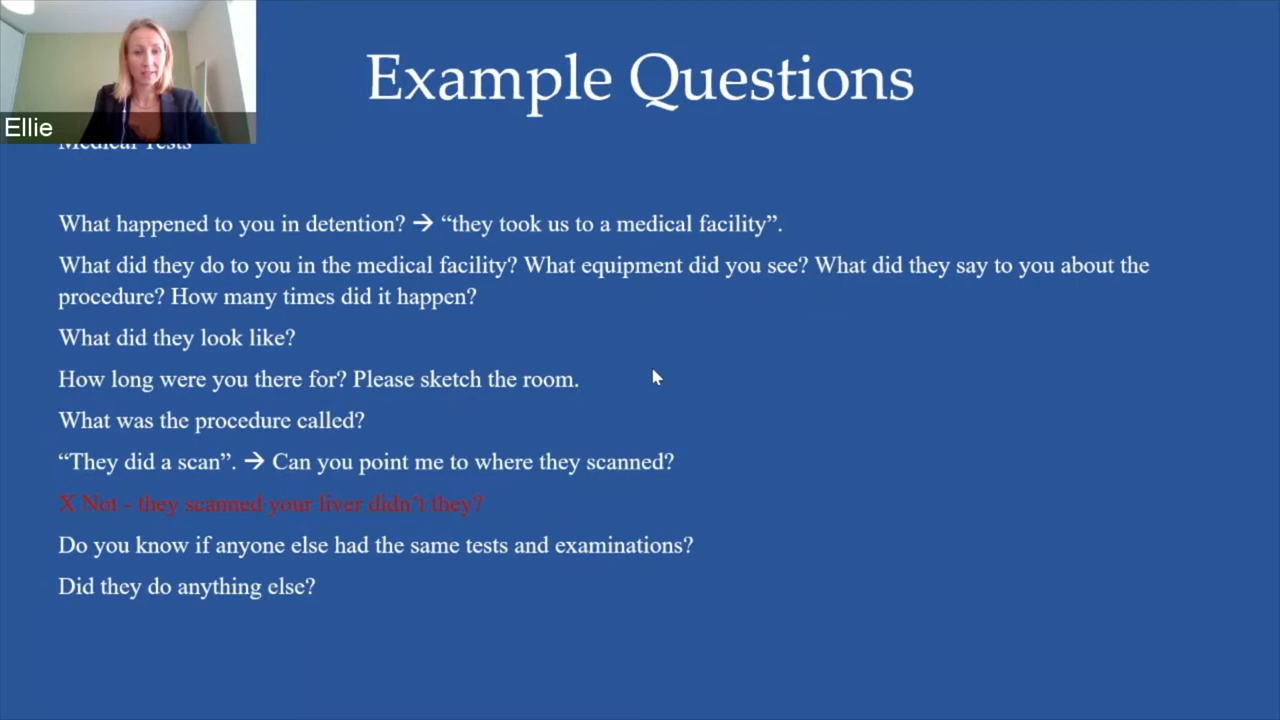 Example Questions
Ellie
Medical Tests
What happened to you in detention? → “they took us to a medical facility”.
What did they do to you in the medical facility? What equipment did you see? What did they say to you about the
procedure? How many times did it happen?
What did they look like?
How long were you there for? Please sketch the room.
What was the procedure called?
“They did a scan”. → Can you point me to where they scanned?
X Not - they scanned your liver didn’t they?
Do you know if anyone else had the same tests and examinations?
Did they do anything else?